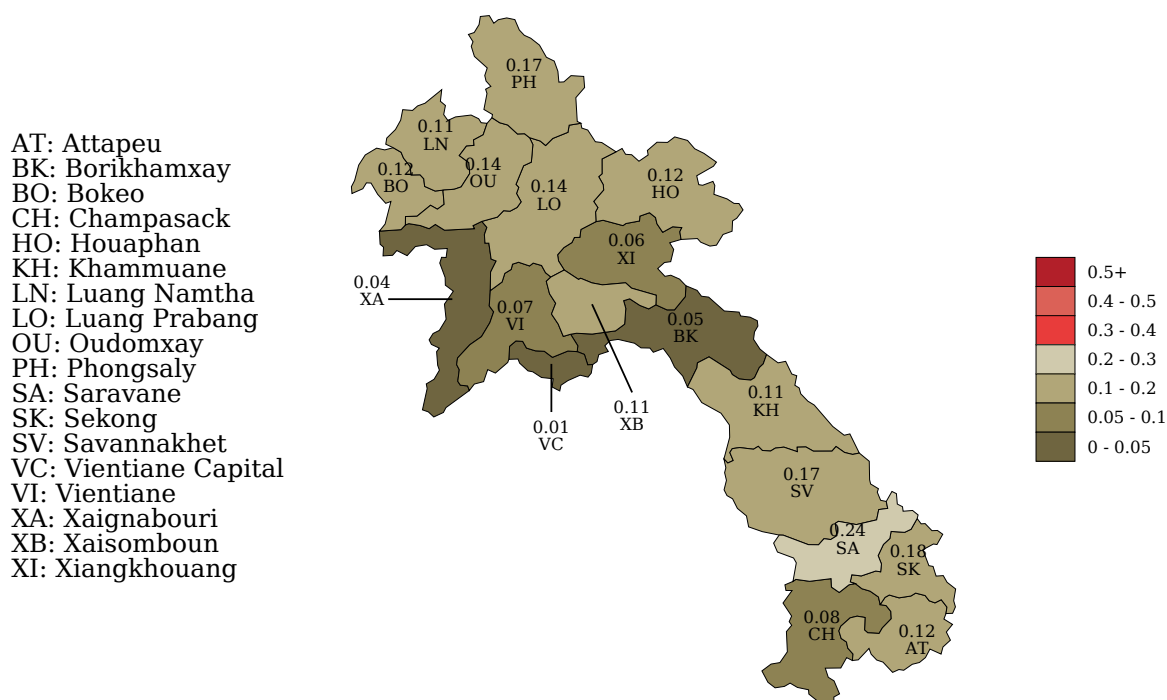 AT: Attapeu
BK: Borikhamxay
BO: Bokeo
CH: Champasack
HO: Houaphan
KH: Khammuane
LN: Luang Namtha
LO: Luang Prabang
OU: Oudomxay
PH: Phongsaly
SA: Saravane
SK: Sekong
SV: Savannakhet
VC: Vientiane Capital
VI: Vientiane
XA: Xaignabouri
XB: Xaisomboun
XI: Xiangkhouang
0.17
PH
0.11
LN
0.12
BO
0.14
OU
0.14
LO
0.12
HO
0.06
XI
0.04
XA
0.07
VI
0.05
BK
0.01
VC
0.11
XB
0.11
KH
0.17
SV
0.24
SA
0.18
SK
0.08
CH
0.12
AT
0.5+
0.4 - 0.5
0.3 - 0.4
0.2 - 0.3
0.1 - 0.2
0.05 - 0.1
0 - 0.05